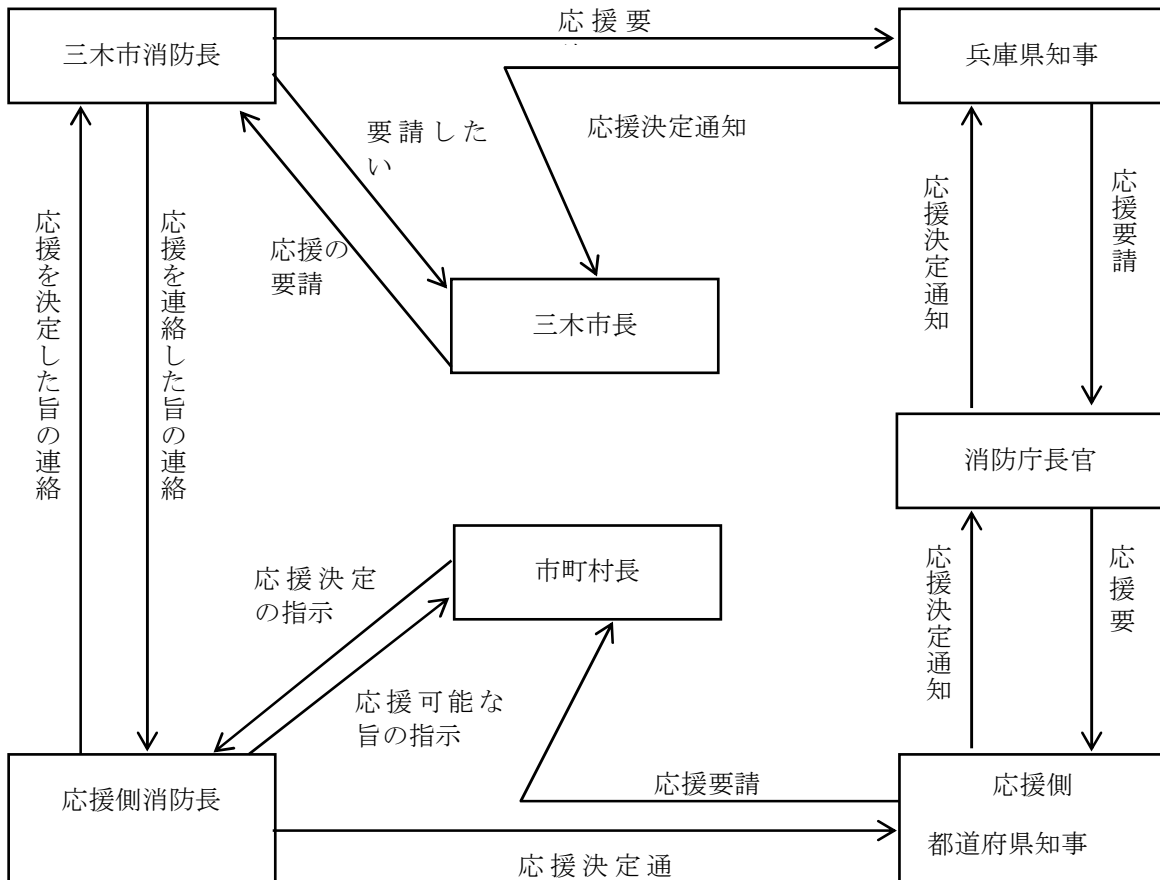 応援要
三木市消防長
兵庫県知事
要請した
い
応援決定通知
応援を決定した旨の連絡
応援を連絡した旨の連絡
応援の
要請
応援決定通知
応援要請
三木市長
消防庁長官
市町村長
応援決定
の指示
応援決定通知
応援要
応援可能な
旨の指示
応援側消防長
応援要請
応援側
都道府県知事
応援決定通